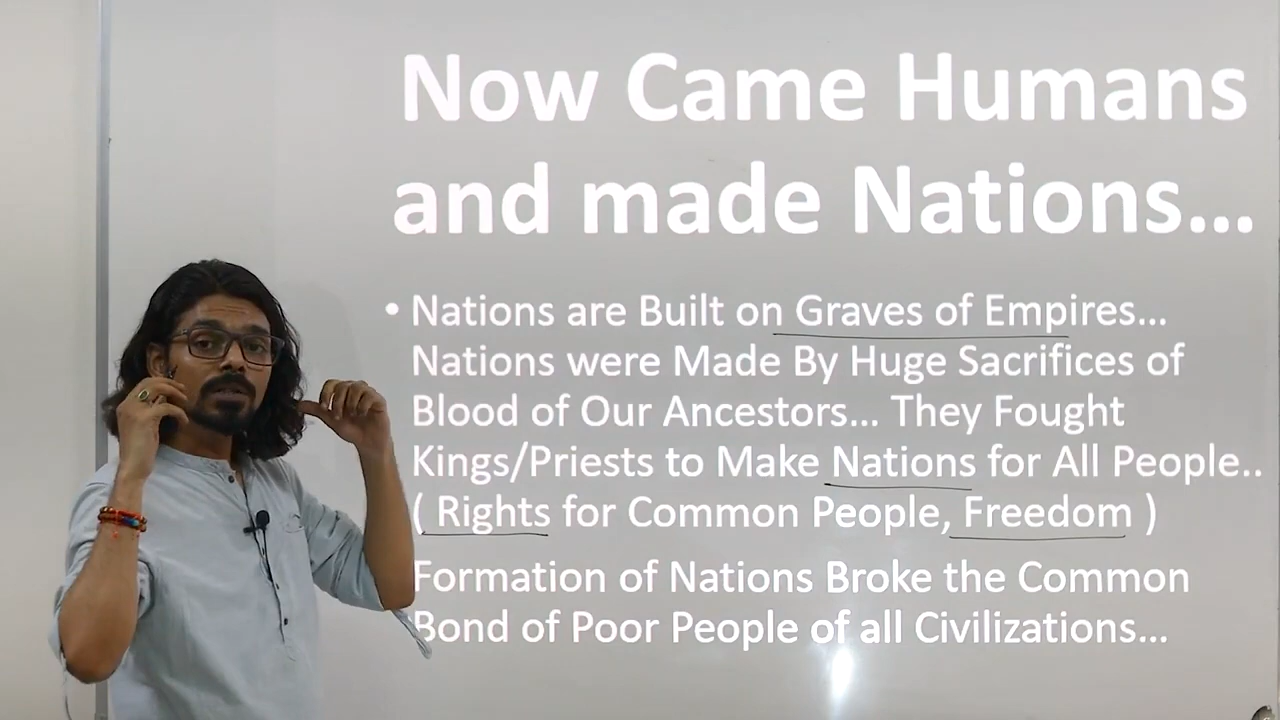 Now Came Humans
and made Nations...
• Nations are Built on Graves of Empires...
Nations were Made By Huge Sacrifices of
Blood of Our Ancestors... They Fought
Kings/Priests to Make Nations for All People..
( Rights for Common People, Freedom )
Formation of Nations Broke the Common
Bond of Poor People of all Civilizations...